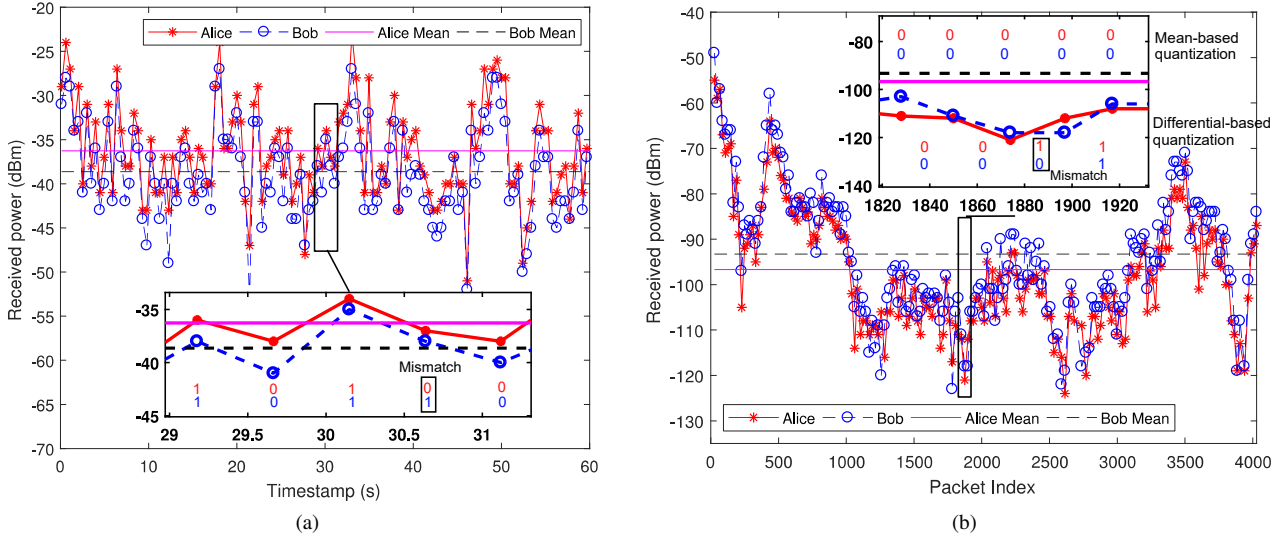 -20
-25
-30
-35
-40
-45
-50
-55
-60
-65
-70
Received power (dBm)
Alice Bob Alice Mean Bob Mean
-35
-40
-45
Mismatch
1 0 1 0 0
1 0 1 1 0
29 29.5 30 30.5 31
0 10 20 30 40 50 60
Timestamp (s)
(a)
-40
-50
-60
-70
-80
-90
-100
-110
-120
-130
Received power (dBm)
0 0 0 0 0
0 0 0 0 0
Mean-based
quantization
-80
-100
-120
-140
Differential-based
quantization
0 0 1 1
0 0 0 1
Mismatch
1820 1840 1860 1880 1900 1920
Alice Bob Alice Mean Bob Mean
0 500 1000 1500 2000 2500 3000 3500 4000
Packet Index
(b)